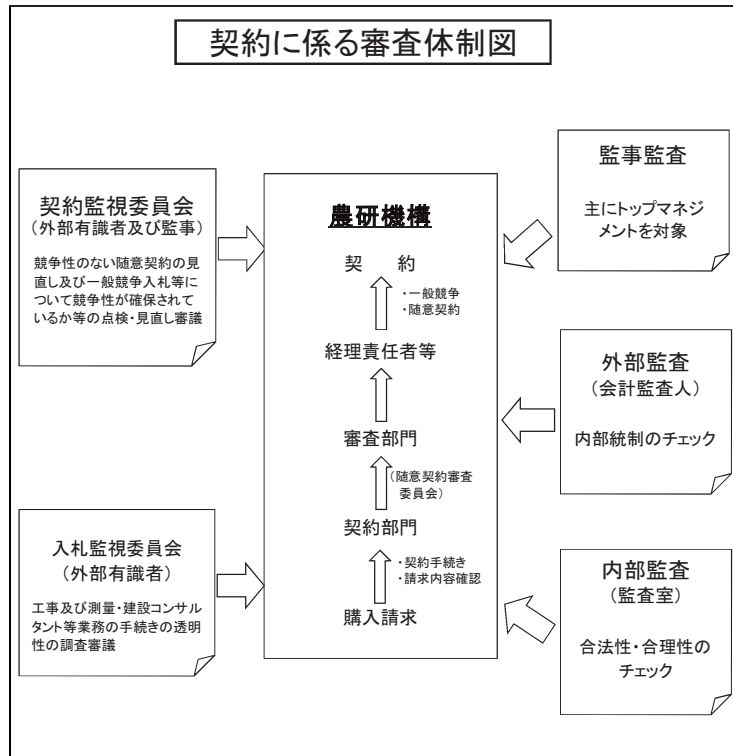 契約に係る審査体制図
契約監視委員会
(外部有識者及び監事)
競争性のない随意契約の見
直し及び一般競争入札等に
ついて競争性が確保されて
いるか等の点検・見直し審議
入札監視委員会
(外部有識者)
工事及び測量・建設コンサル
タント等業務の手続きの透明
性の調査審議
農研機構
契　約
・一般競争
・随意契約
経理責任者等
審査部門
(随意契約審査
委員会)
契約部門
・契約手続き
・請求内容確認
購入請求
監事監査
主にトップマネジ
メントを対象
外部監査
(会計監査人)
内部統制のチェック
内部監査
(監査室)
合法性・合理性の
チェック